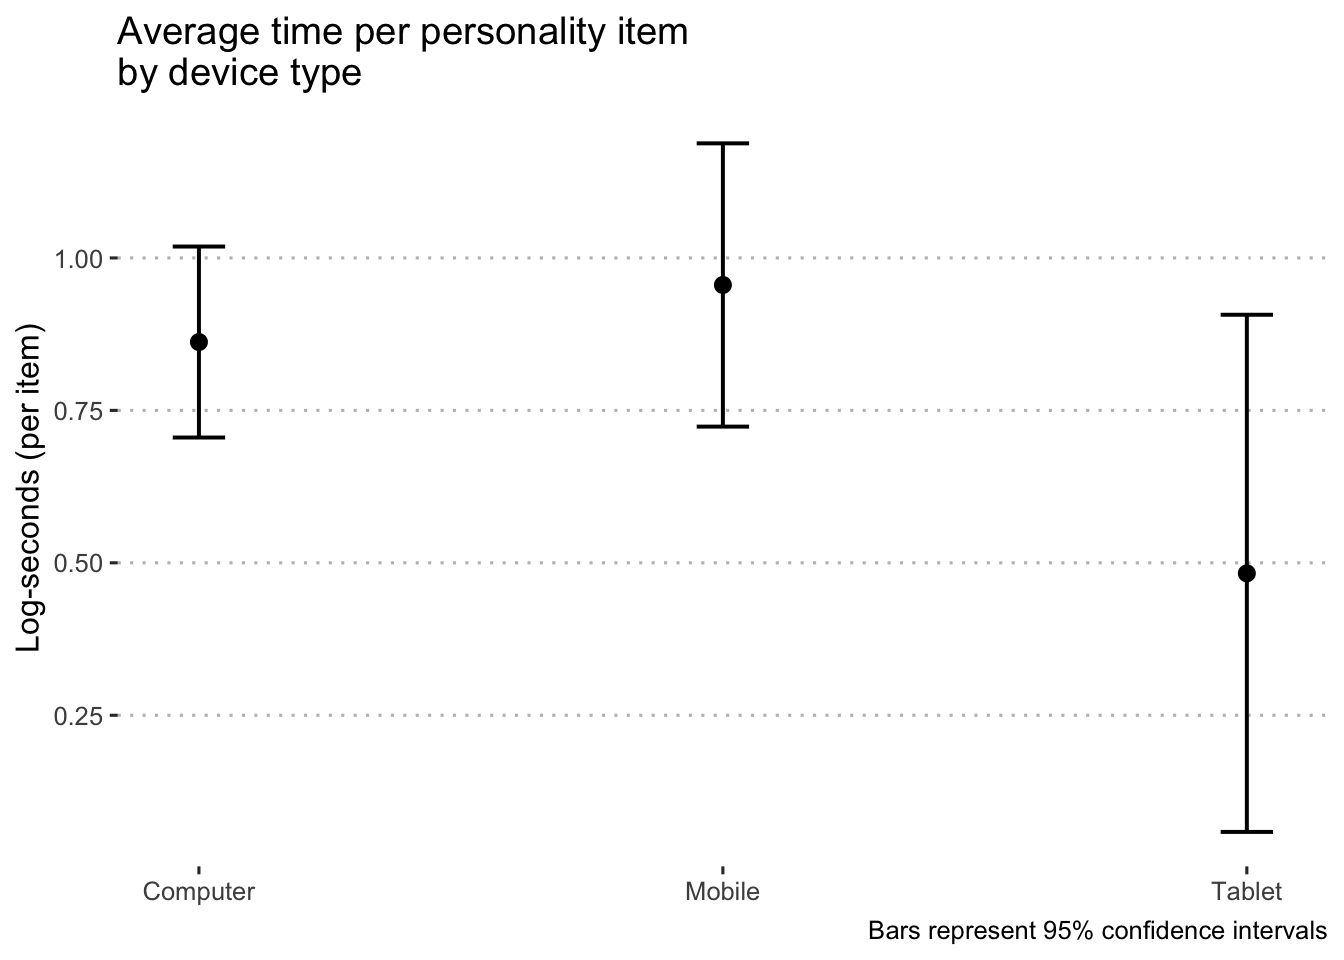 Average time per personality item
by device type
Log-seconds (per item)
1.00
0.75
0.50
0.25
Computer
Mobile
Tablet
Bars represent 95% confidence intervals